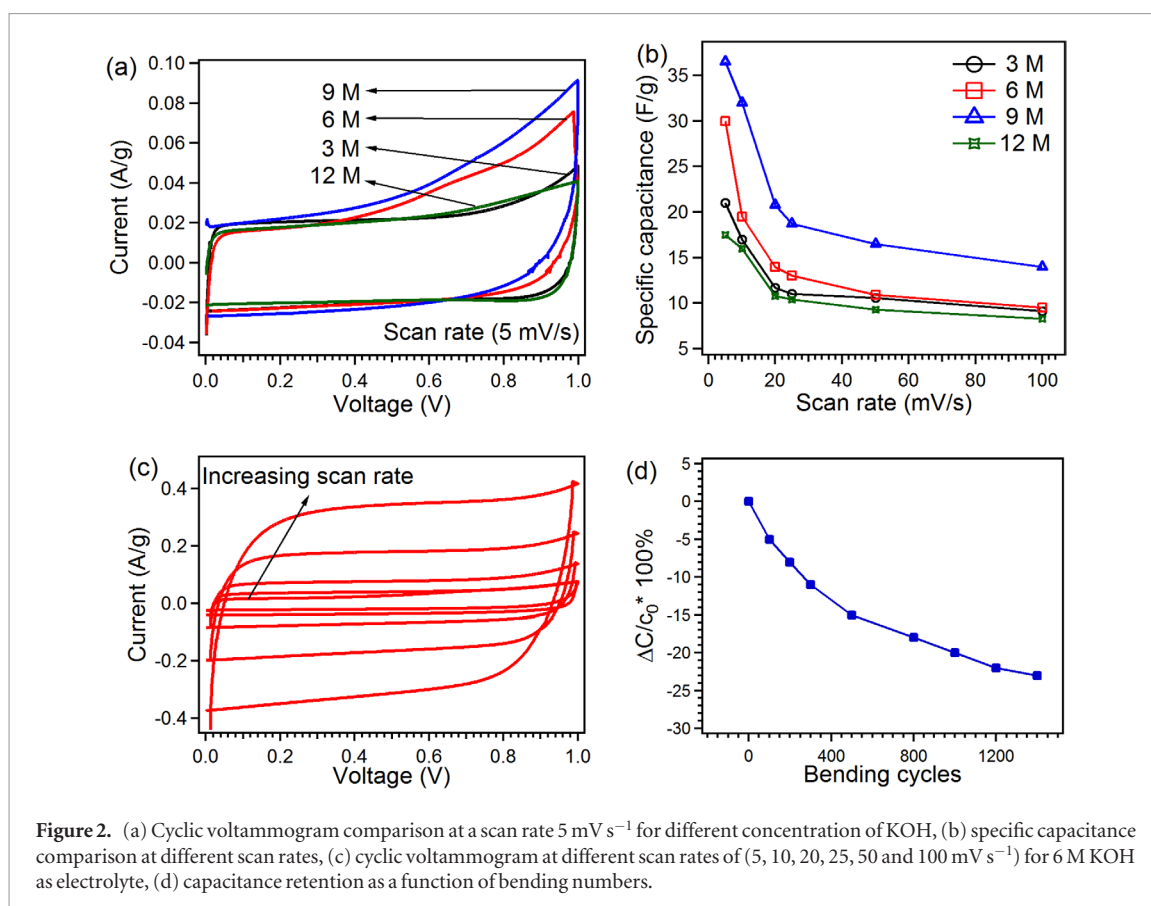 (a)
0.10
0.08
0.06
0.04
0.02
0.00
-0.02
-0.04
Current (A/g)
9 M
6 M
3 M
12 M
Scan rate (5 mV/s)
0.0 0.2 0.4 0.6 0.8 1.0
Voltage (V)
(b)
35
30
25
20
15
10
5
Specific capacitance (F/g)
3 M
6 M
9 M
12 M
0 20 40 60 80 100
Scan rate (mV/s)
(c)
Increasing scan rate
0.4
0.2
0.0
-0.2
-0.4
Current (A/g)
0.0 0.2 0.4 0.6 0.8 1.0
Voltage (V)
(d)
5
0
-5
-10
-15
-20
-25
-30
ΔC/c₀* 100%
0 400 800 1200
Bending cycles
Figure 2. (a) Cyclic voltammogram comparison at a scan rate 5 mV s⁻¹ for different concentration of KOH, (b) specific capacitance
comparison at different scan rates, (c) cyclic voltammogram at different scan rates of (5, 10, 20, 25, 50 and 100 mV s⁻¹) for 6 M KOH
as electrolyte, (d) capacitance retention as a function of bending numbers.